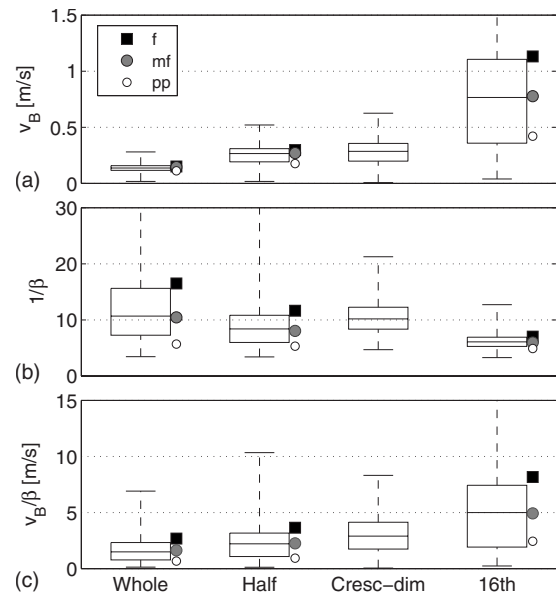 1.5
1
0.5
0
v_B [m/s]
f
mf
pp
(a)
30
20
10
0
1/β
(b)
15
10
5
0
v_B/β [m/s]
(c)
Whole Half Cresc-dim 16th